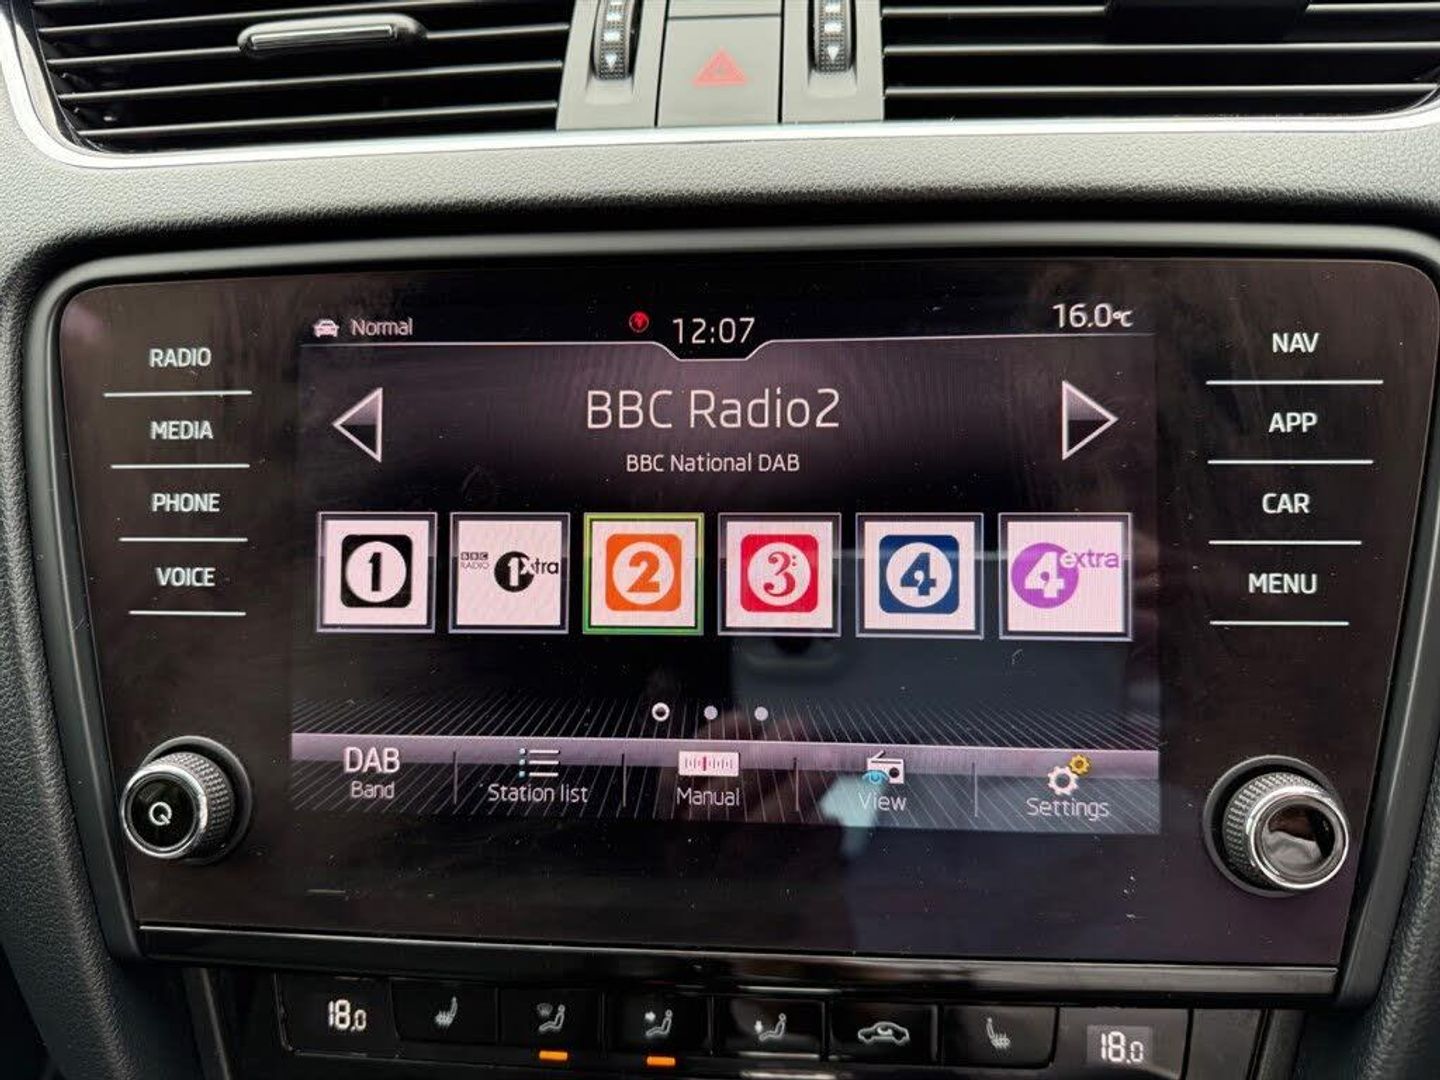 Normal
12:07
16.0°C
RADIO
MEDIA
PHONE
VOICE
NAV
APP
CAR
MENU
BBC Radio2
BBC National DAB
1
BBC RADIO 1Xtra
2
3
4
4 extra
DAB
Band
Station list
Manual
View
Settings
18.0
18.0